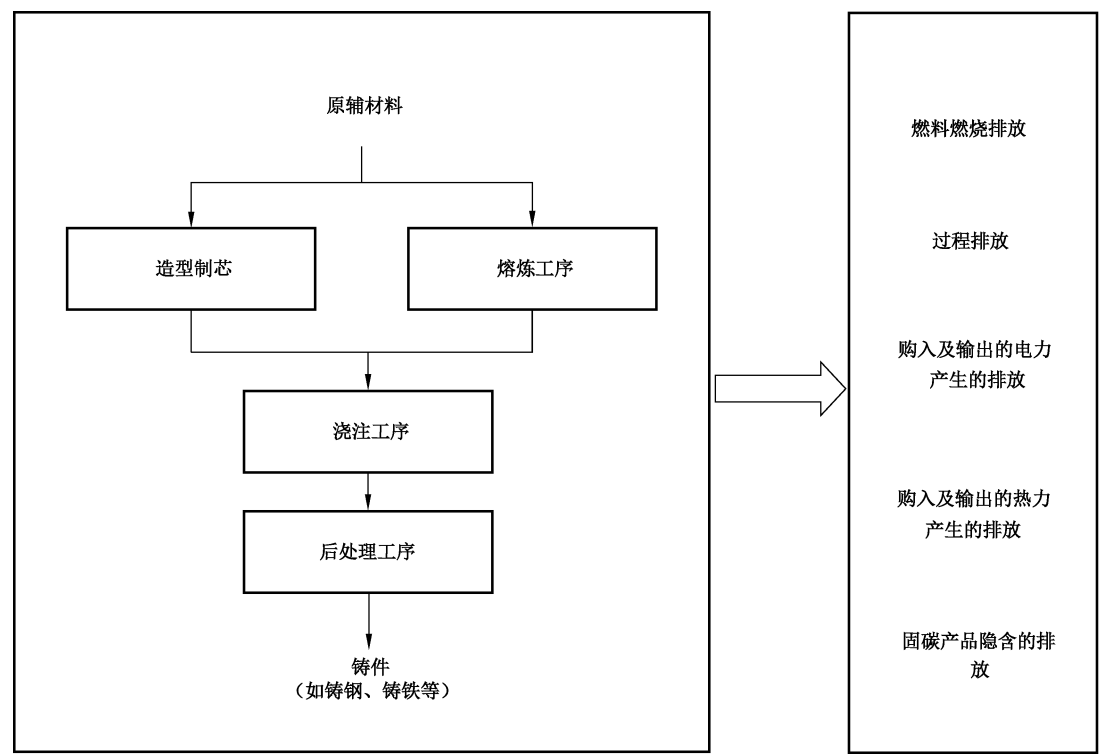 原辅材料
造型制芯
熔炼工序
浇注工序
后处理工序
铸件
（如铸钢、铸铁等）
燃料燃烧排放
过程排放
购入及输出的电力
产生的排放
购入及输出的热力
产生的排放
固碳产品隐含的排
放